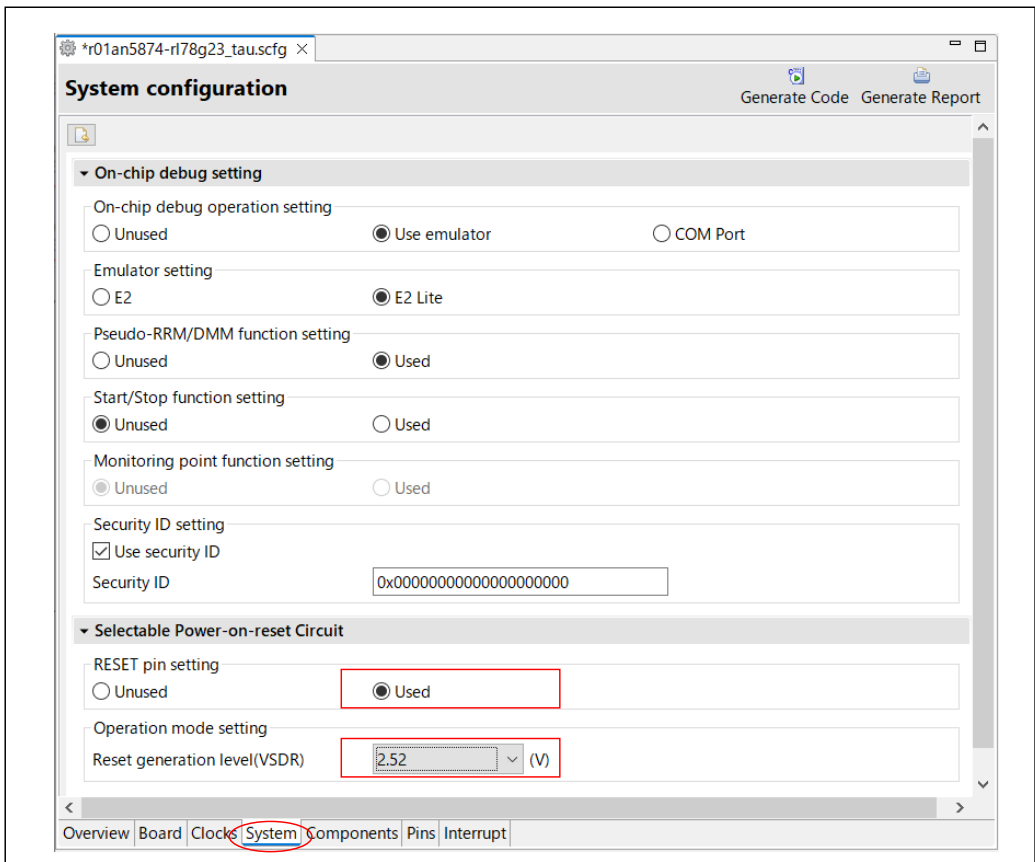 *r01an5874-rl78g23_tau.scfg
System configuration
Generate Code Generate Report
On-chip debug setting
On-chip debug operation setting
Unused Use emulator COM Port
Emulator setting
E2 E2 Lite
Pseudo-RRM/DMM function setting
Unused Used
Start/Stop function setting
Unused Used
Monitoring point function setting
Unused Used
Security ID setting
Use security ID
Security ID 0x00000000000000000000
Selectable Power-on-reset Circuit
RESET pin setting
Unused Used
Operation mode setting
Reset generation level(VSDR) 2.52 (V)
Overview Board Clocks System Components Pins Interrupt